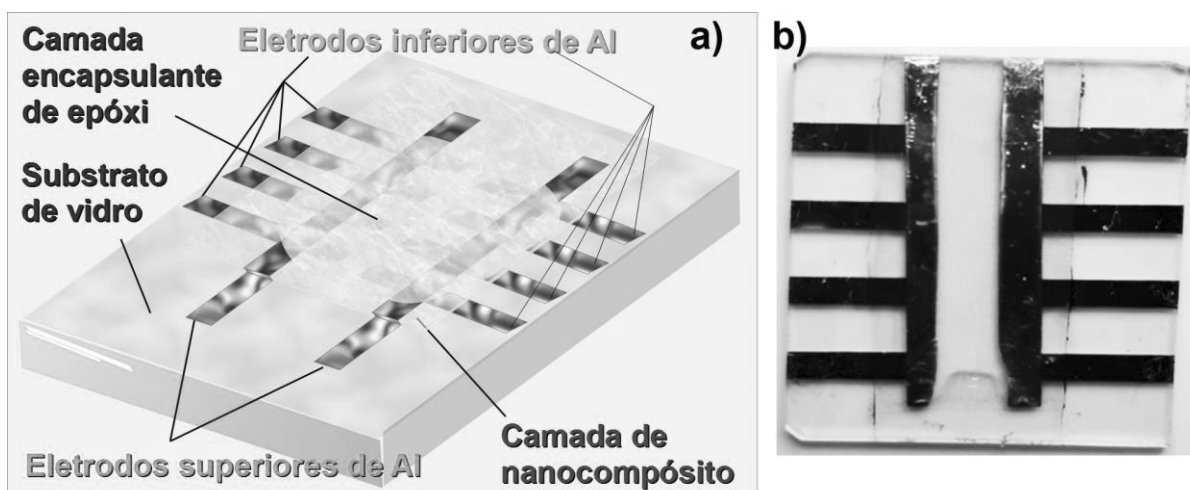 Camada
encapsulante
de epóxi
Eletrodos inferiores de Al
a)
b)
Substrato
de vidro
Eletrodos superiores de Al
Camada de
nanocompósito